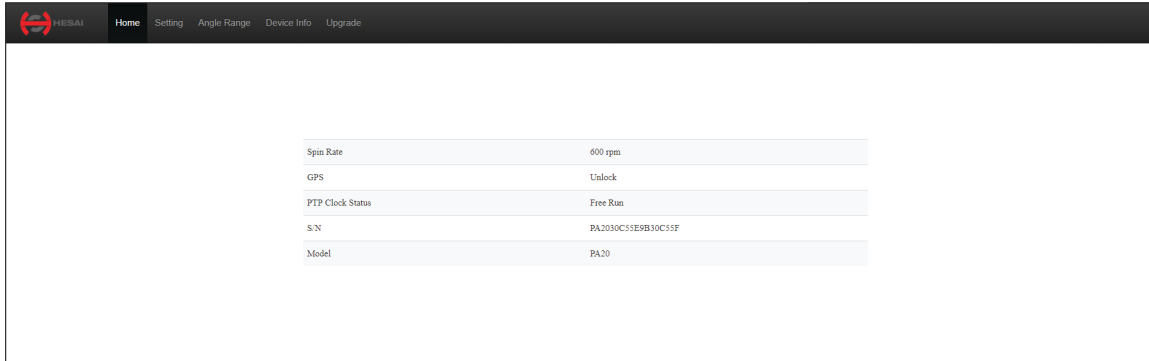 HESAI Home Setting Angle Range Device Info Upgrade
Spin Rate 600 rpm
GPS Unlock
PTP Clock Status Free Run
S/N PA2030C55E9B30C55F
Model PA20